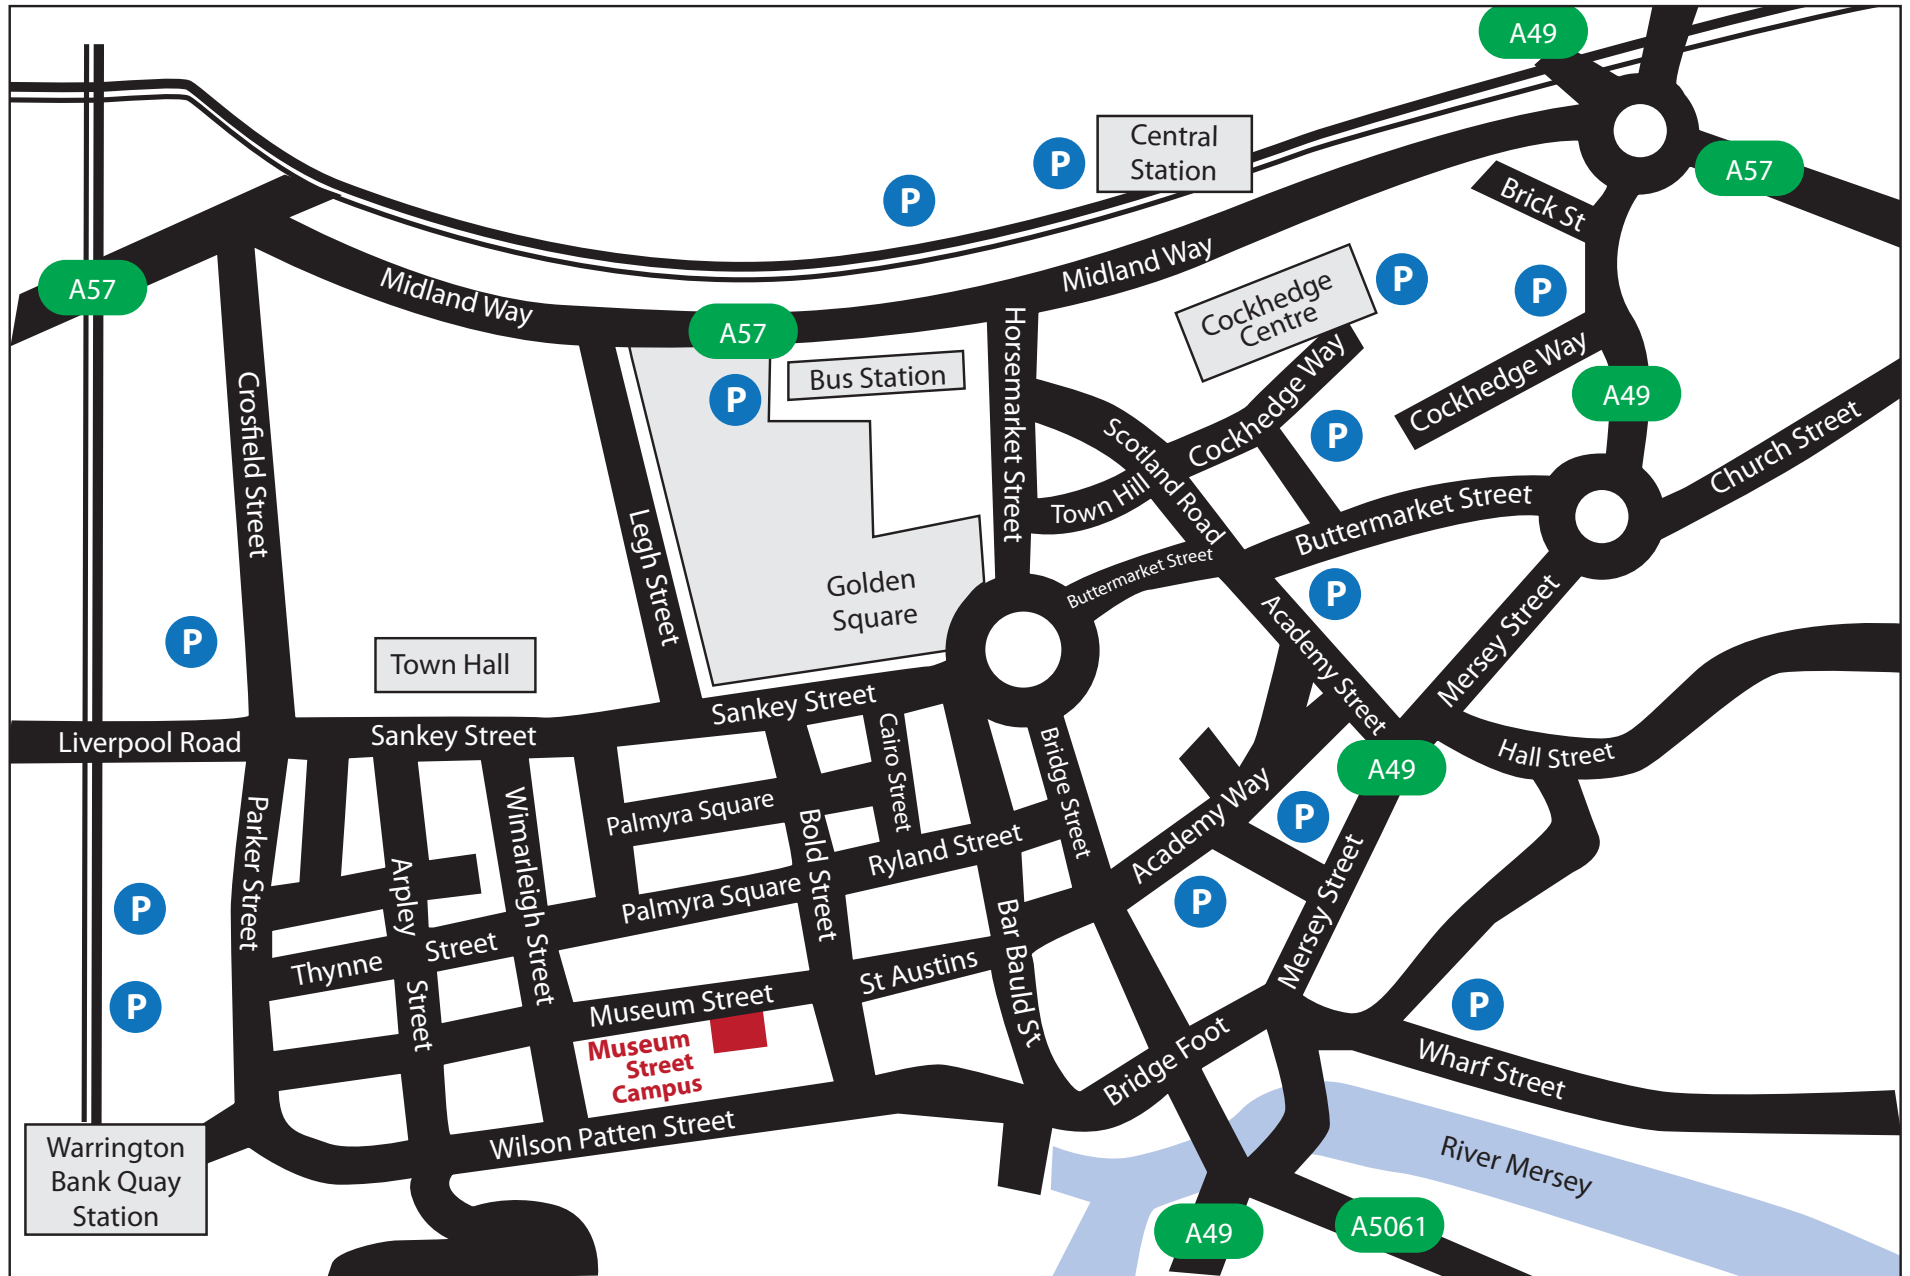 A49
Central
Station
P
P
A57
Brick St
Midland Way
A57
Midland Way
A57
Cockhedge
Centre
P
P
Horsemarket Street
Bus Station
P
Cockhedge Way
Cockhedge Way
A49
Crosfield Street
Scotland Road
Cockhedge Way
P
Church Street
Town Hill
Buttermarket Street
Legh Street
Buttermarket Street
Golden
Square
P
Academy Street
Mersey Street
P
Town Hall
Liverpool Road
Sankey Street
Sankey Street
Cairo Street
Bridge Street
Hall Street
A49
Parker Street
Wimarleigh Street
Palmyra Square
Bold Street
Ryland Street
Academy Way
P
Mersey Street
Arpley
Street
Palmyra Square
P
P
Thynne
Street
Bar Bauld St
St Austins
P
Museum Street
P
Museum
Street
Campus
Bridge Foot
Wharf Street
Wilson Patten Street
Warrington
Bank Quay
Station
River Mersey
A49
A5061